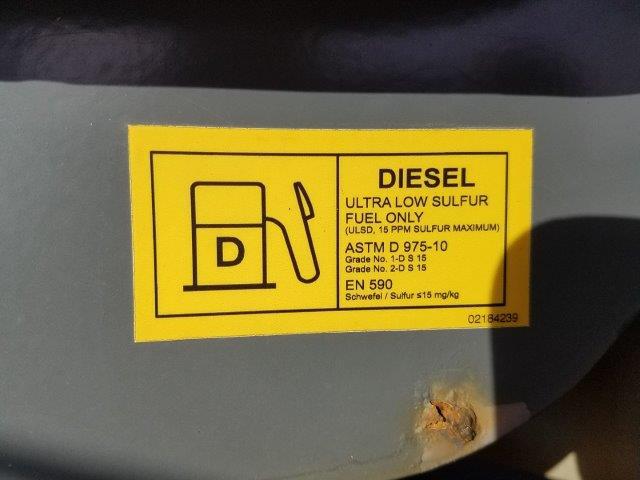 D
DIESEL
ULTRA LOW SULFUR
FUEL ONLY
(ULSD, 15 PPM SULFUR MAXIMUM)
ASTM D 975-10
Grade No. 1-D S 15
Grade No. 2-D S 15
EN 590
Schwefel / Sulfur ≤15 mg/kg
02184239